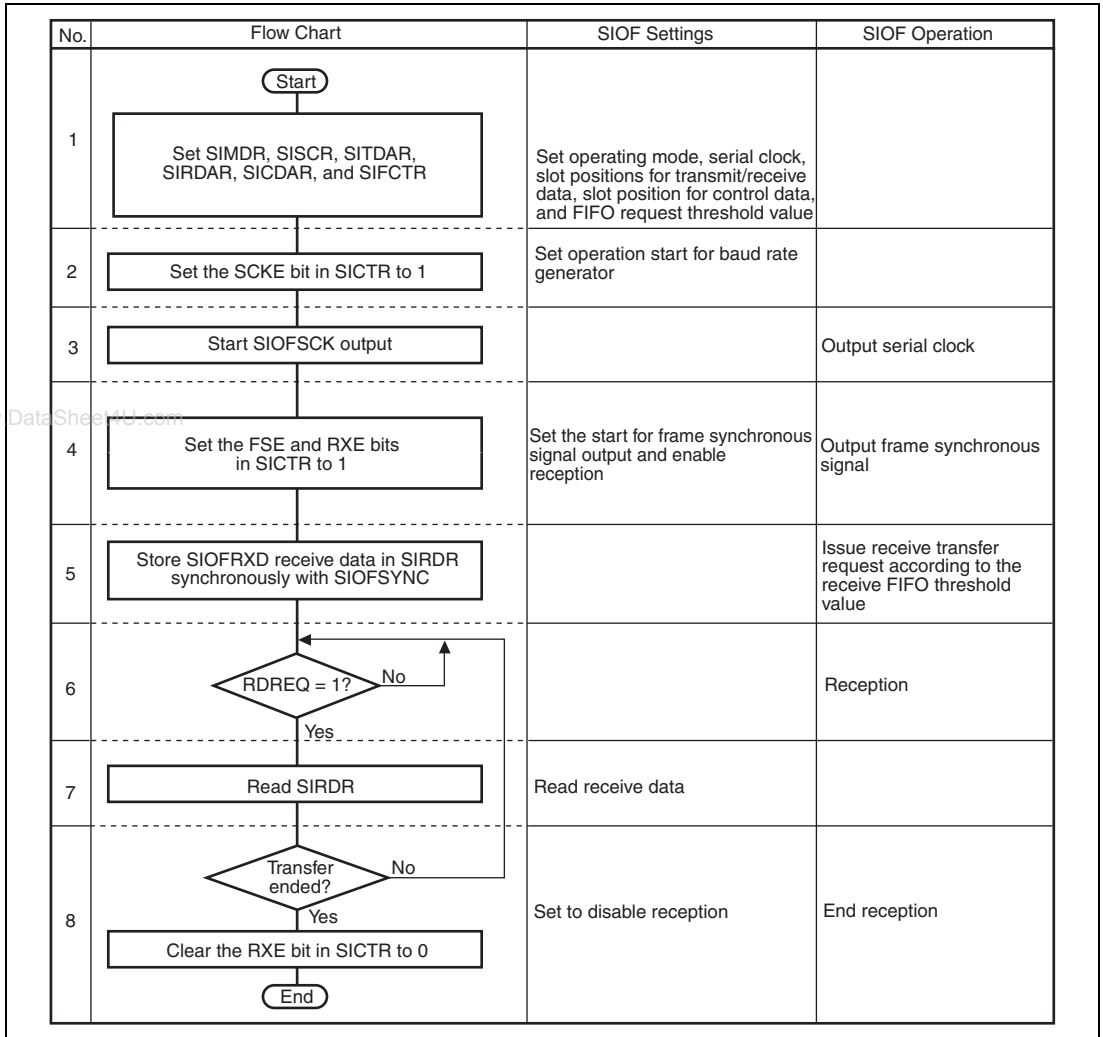 No.
Flow Chart
SIOF Settings
SIOF Operation
Start
1
Set SIMDR, SISCR, SITDAR,
SIRDAR, SICDAR, and SIFCTR
Set operating mode, serial clock,
slot positions for transmit/receive
data, slot position for control data,
and FIFO request threshold value
2
Set the SCKE bit in SICTR to 1
Set operation start for baud rate
generator
3
Start SIOFSCK output
Output serial clock
DataSheet4U.com
4
Set the FSE and RXE bits
in SICTR to 1
Set the start for frame synchronous
signal output and enable
reception
Output frame synchronous
signal
5
Store SIOFRXD receive data in SIRDR
synchronously with SIOFSYNC
Issue receive transfer
request according to the
receive FIFO threshold
value
6
RDREQ = 1?
No
Yes
Reception
7
Read SIRDR
Read receive data
8
Transfer
ended?
No
Yes
Clear the RXE bit in SICTR to 0
End
Set to disable reception
End reception